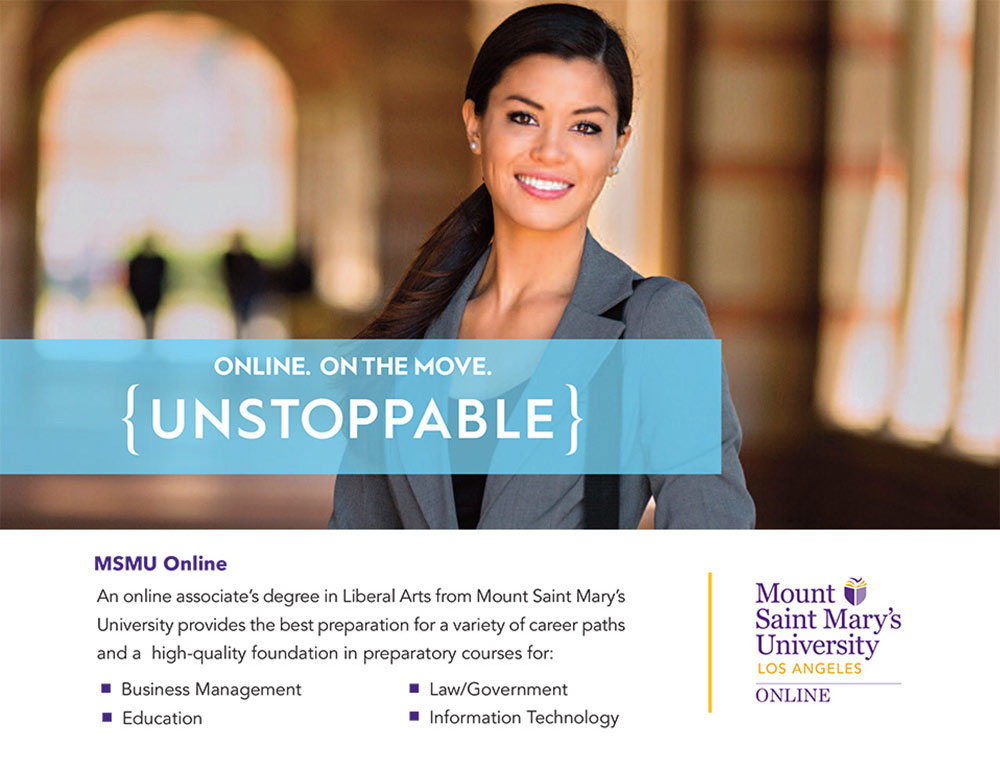 ONLINE. ON THE MOVE.
{UNSTOPPABLE}
MSMU Online
An online associate’s degree in Liberal Arts from Mount Saint Mary’s
University provides the best preparation for a variety of career paths
and a high-quality foundation in preparatory courses for:
Business Management
Education
Law/Government
Information Technology
Mount
Saint Mary’s
University
LOS ANGELES
ONLINE